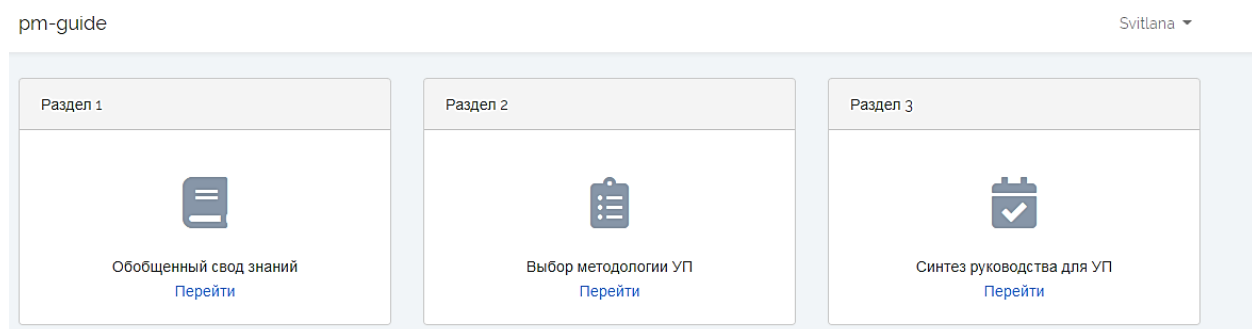 pm-guide
Svitlana
Раздел 1
Раздел 2
Раздел 3
Обобщенный свод знаний
Перейти
Выбор методологии УП
Перейти
Синтез руководства для УП
Перейти